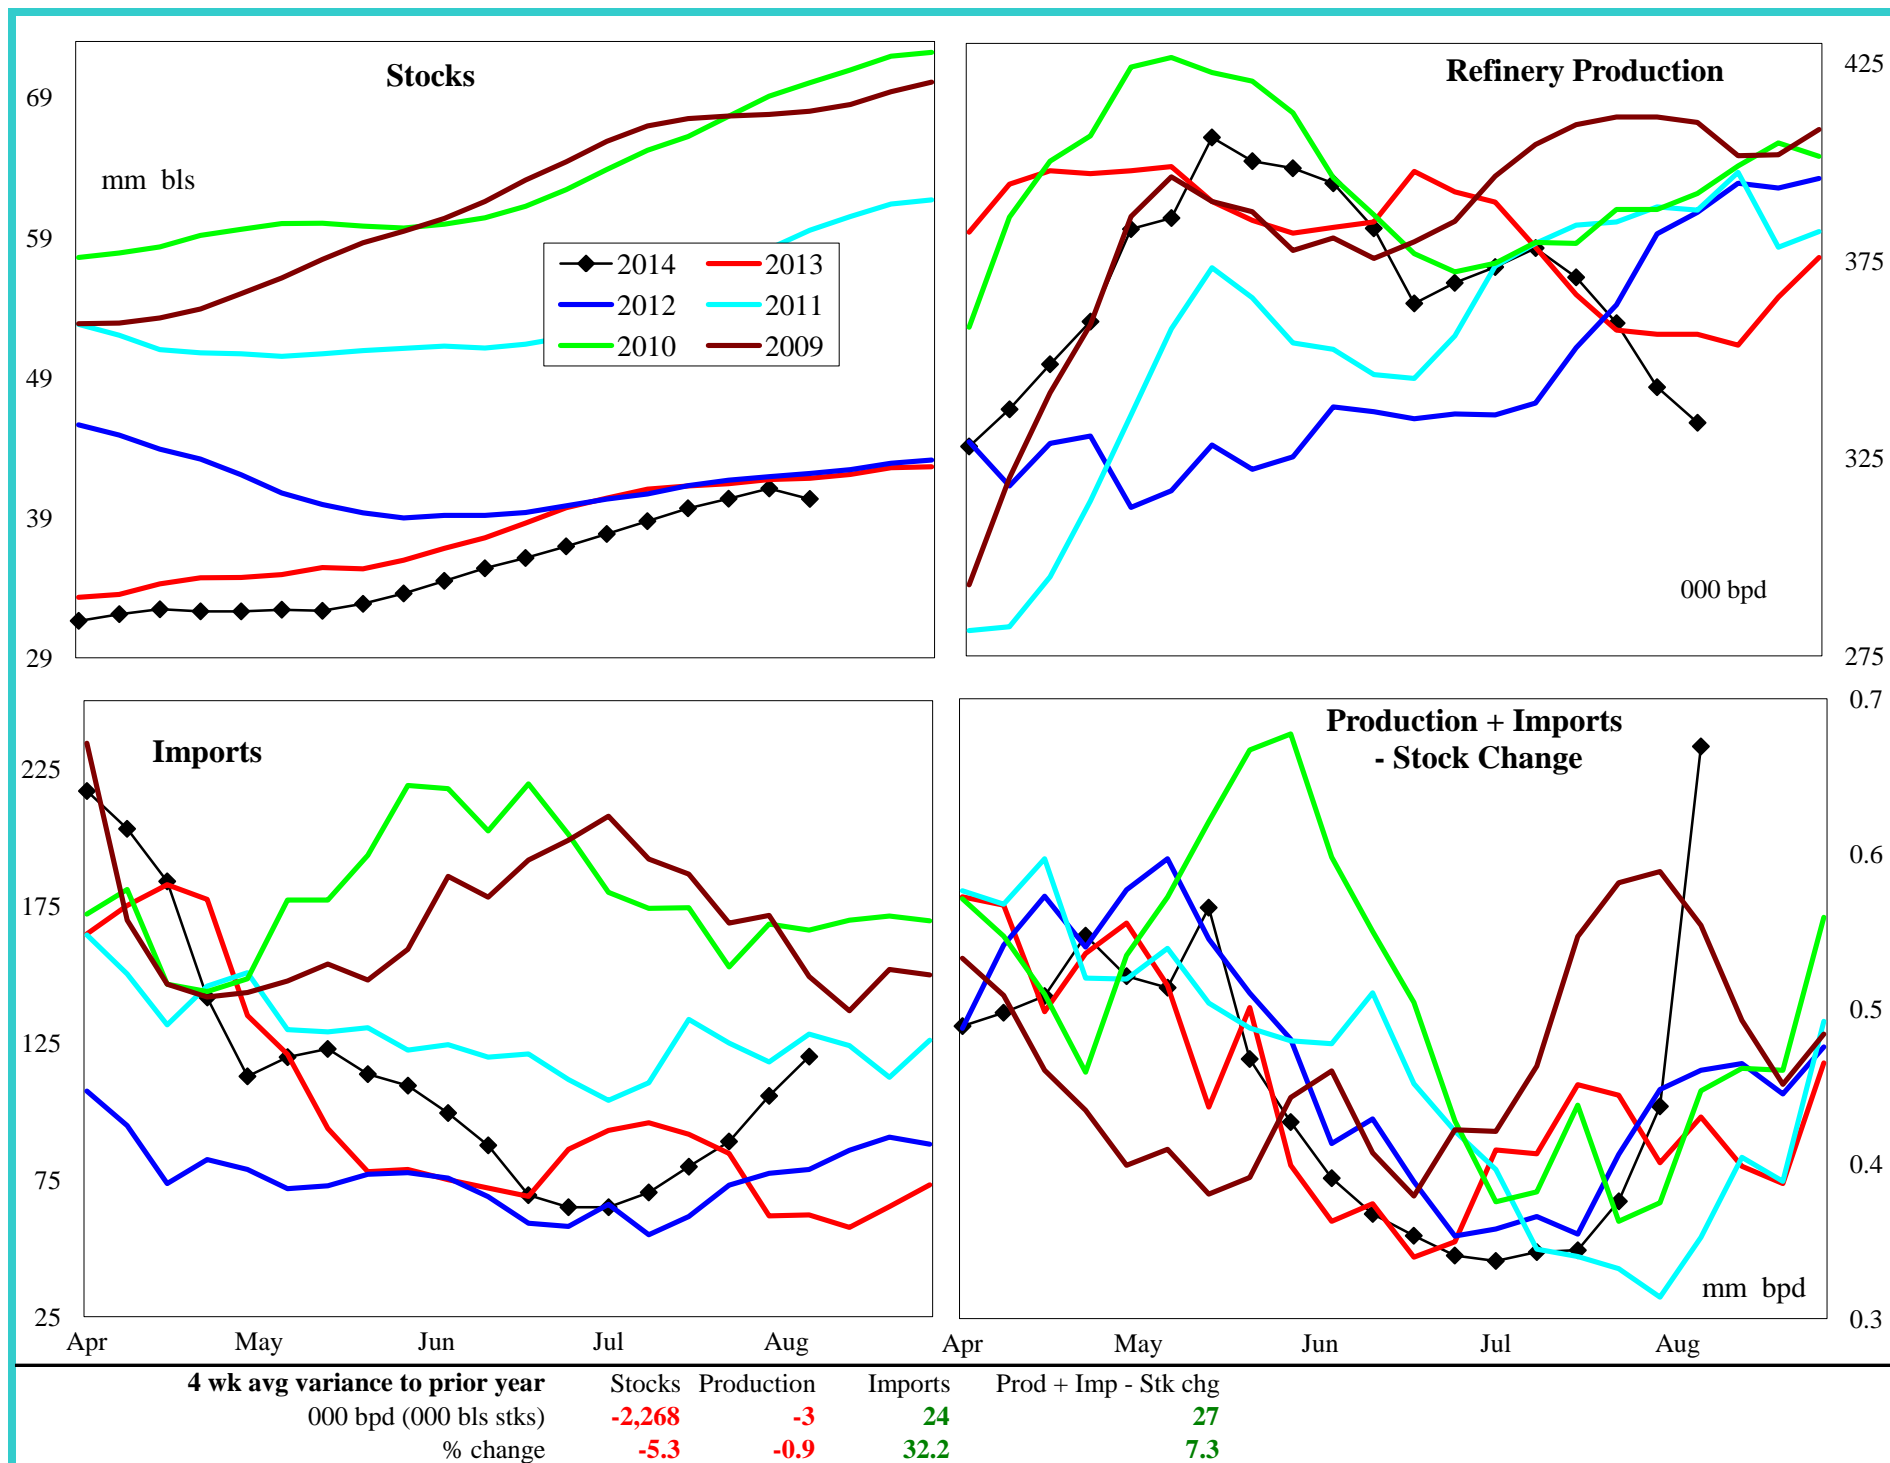 Stocks
mm bls
69
59
49
39
29
2014
2013
2012
2011
2010
2009
Refinery Production
000 bpd
425
375
325
275
Imports
225
175
125
75
25
Apr
May
Jun
Jul
Aug
Production + Imports
- Stock Change
mm bpd
0.7
0.6
0.5
0.4
0.3
Apr
May
Jun
Jul
Aug
4 wk avg variance to prior year Stocks Production Imports Prod + Imp - Stk chg
000 bpd (000 bls stks) -2,268 -3 24 27
% change -5.3 -0.9 32.2 7.3